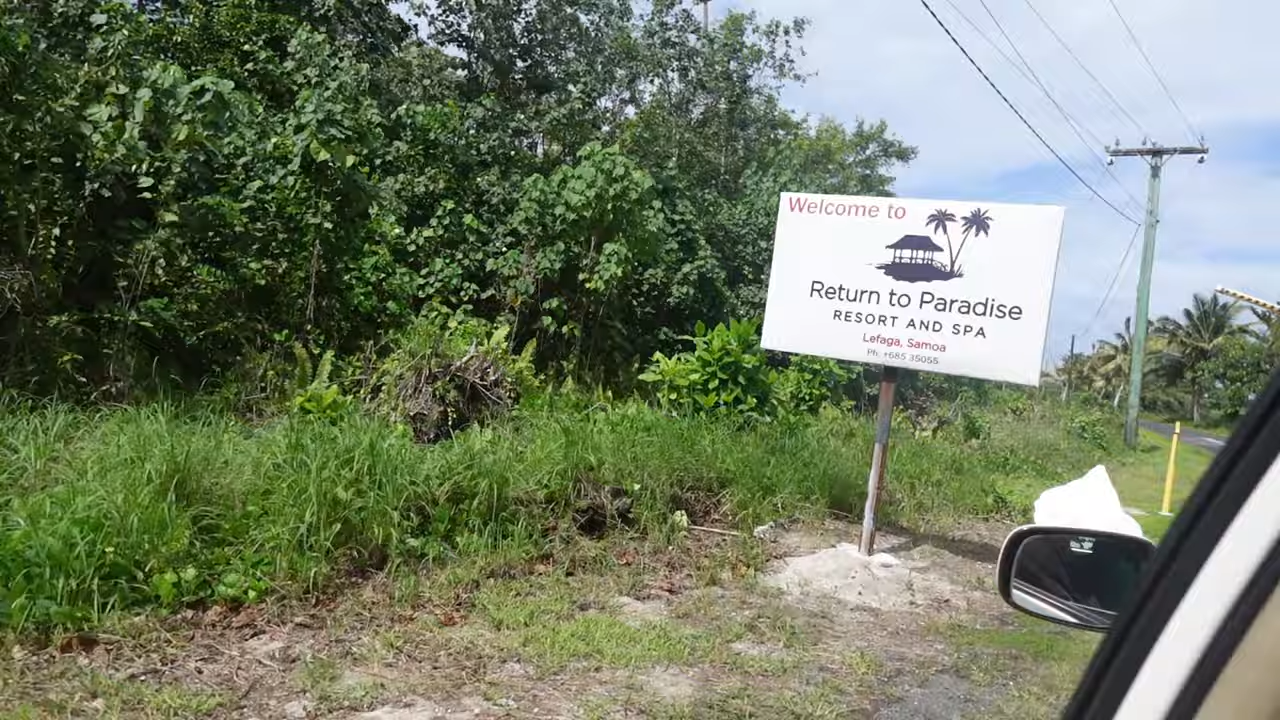 Welcome to
Return to Paradise
RESORT AND SPA
Lefaga, Samoa
Ph: +685 35055